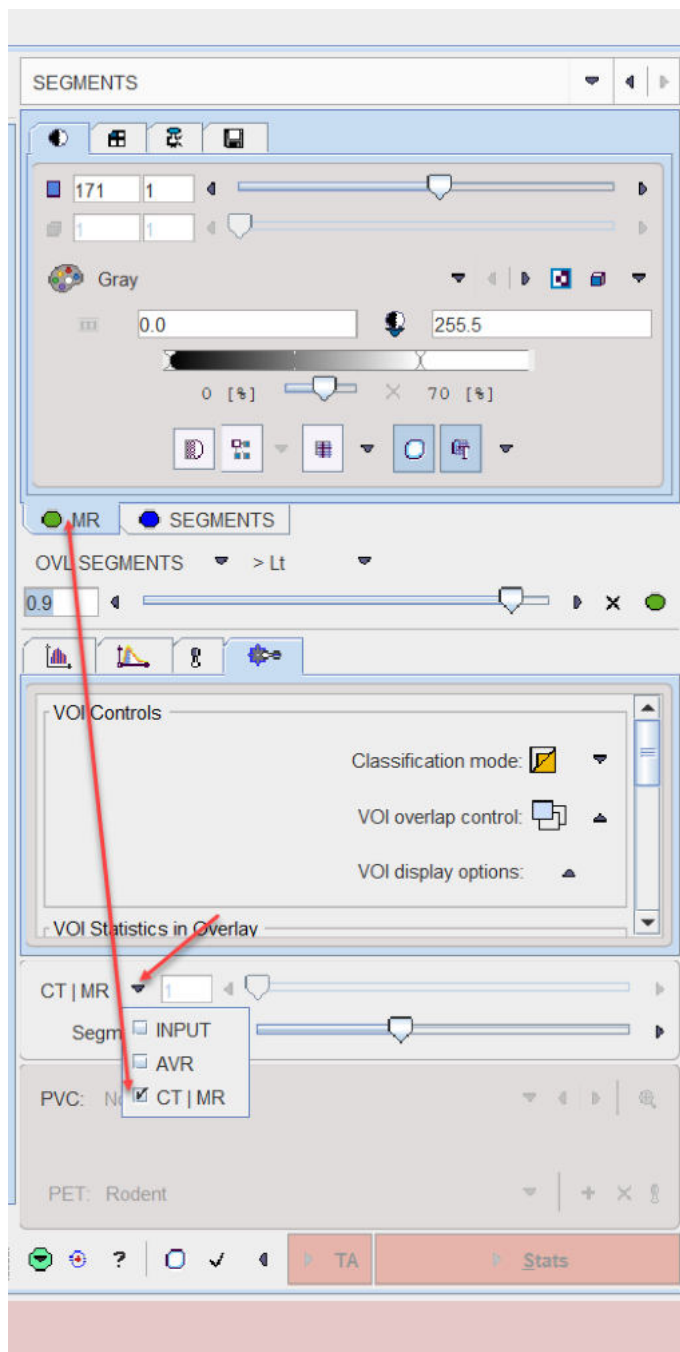 SEGMENTS
171 1
1 1
Gray
0.0 255.5
0 [%] 70 [%]
MR SEGMENTS
OVL SEGMENTS > Lt
0.9
VOI Controls
Classification mode:
VOI overlap control:
VOI display options:
VOI Statistics in Overlay
CT | MR 1
Segm
INPUT
AVR
CT | MR
PVC: N
PET: Rodent
? TA Stats